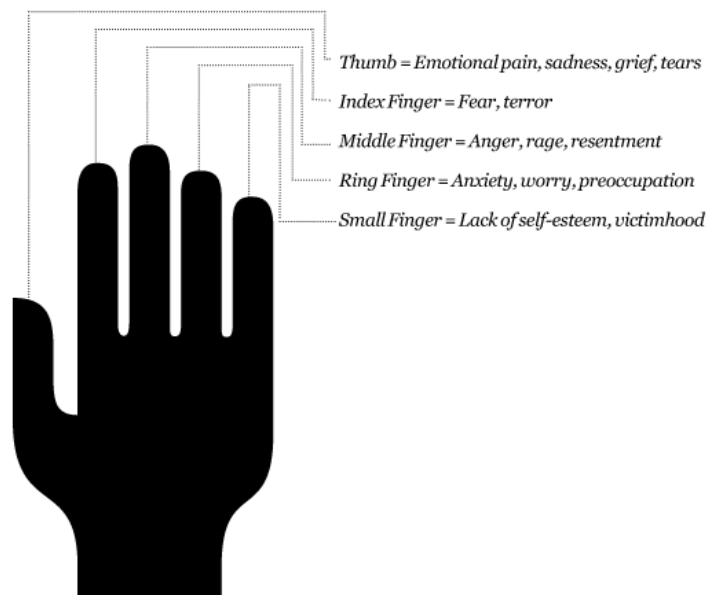 Thumb = Emotional pain, sadness, grief, tears
Index Finger = Fear, terror
Middle Finger = Anger, rage, resentment
Ring Finger = Anxiety, worry, preoccupation
Small Finger = Lack of self-esteem, victimhood